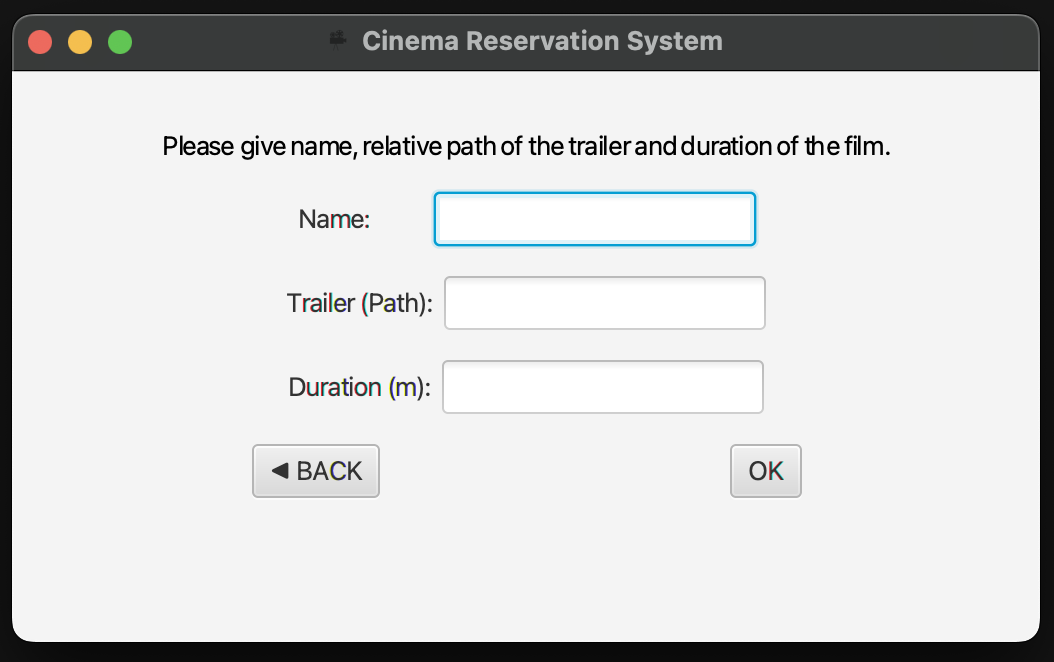 Cinema Reservation System
Please give name, relative path of the trailer and duration of the film.
Name:
Trailer (Path):
Duration (m):
◀ BACK
OK